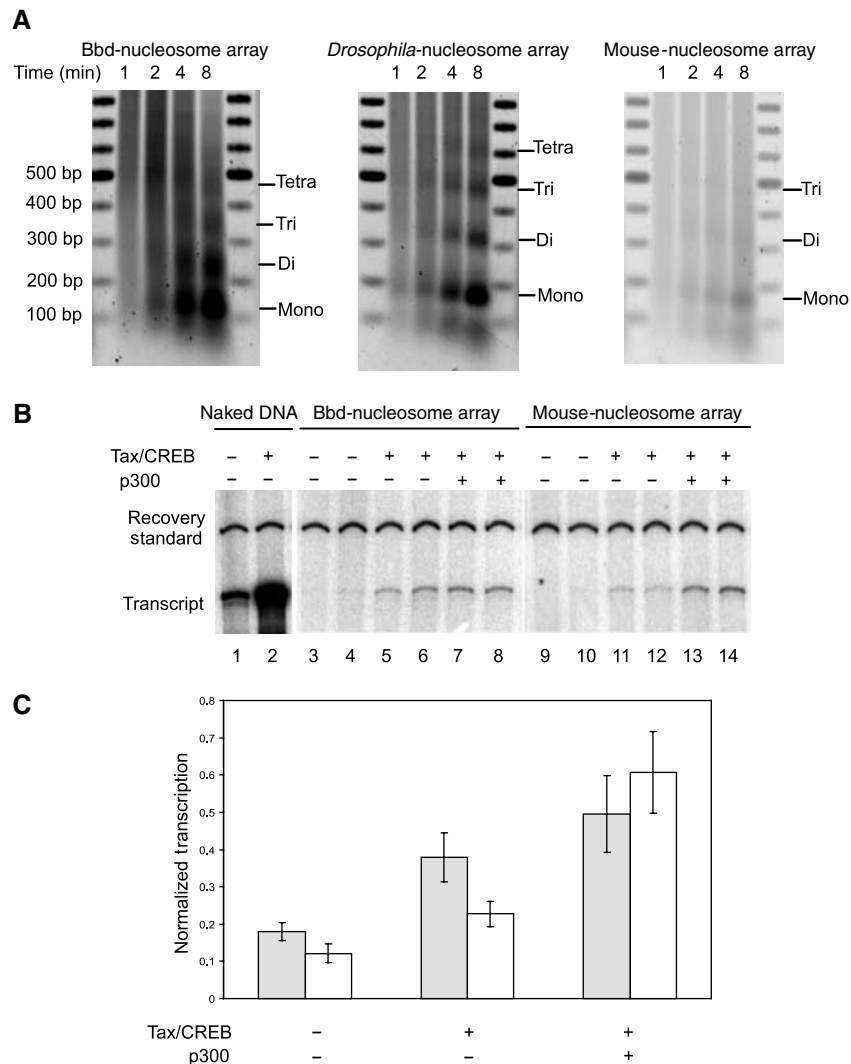 A
Bbd-nucleosome array Drosophila-nucleosome array Mouse-nucleosome array
Time (min) 1 2 4 8 1 2 4 8 1 2 4 8
500 bp
400 bp
300 bp
200 bp
100 bp
Tetra
Tri
Di
Mono
Tetra
Tri
Di
Mono
Tri
Di
Mono
B
Naked DNA Bbd-nucleosome array Mouse-nucleosome array
Tax/CREB – + – – + + + + – – + + + +
p300 – – – – – – + + – – – – + +
Recovery
standard
Transcript
1 2 3 4 5 6 7 8 9 10 11 12 13 14
C
Normalized transcription
0.8
0.7
0.6
0.5
0.4
0.3
0.2
0.1
0
Tax/CREB – + +
p300 – – +